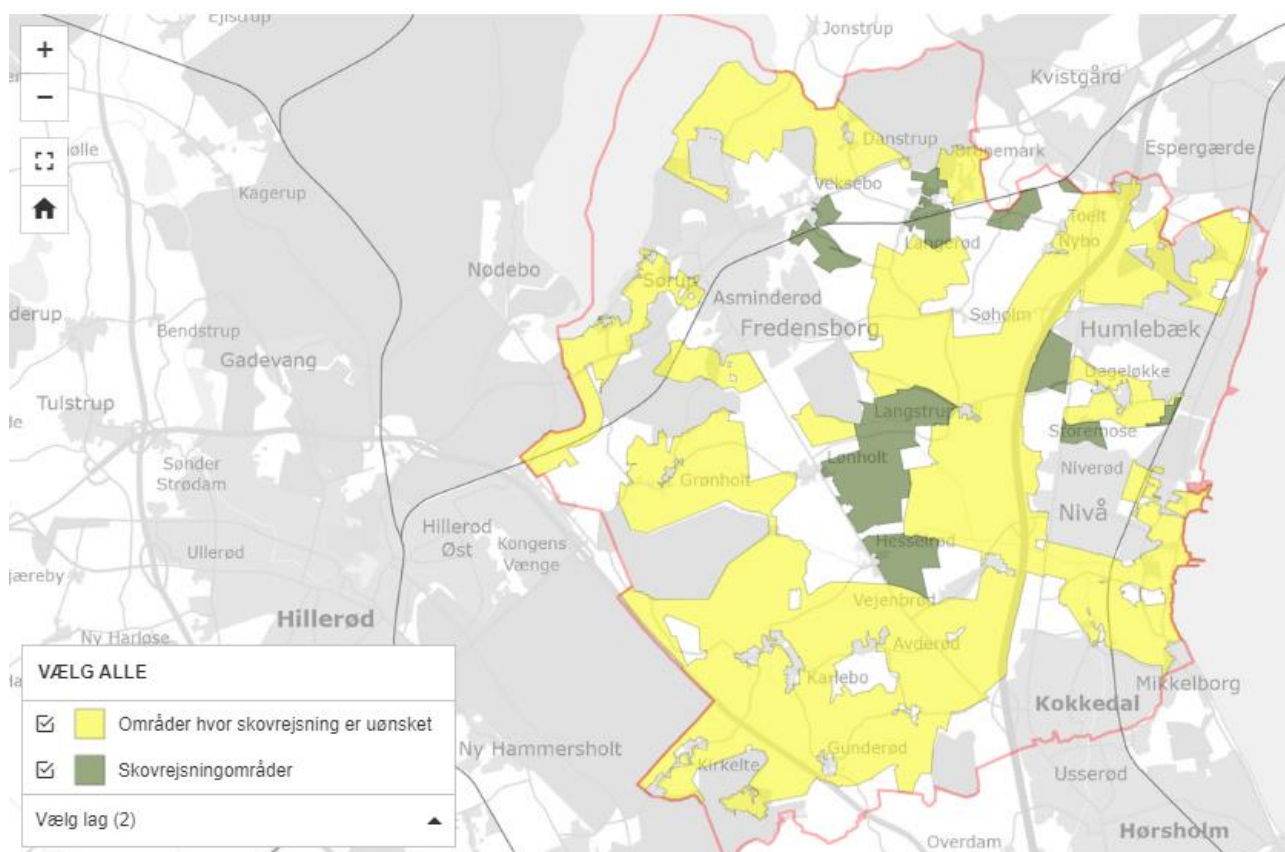 Ejlstrup
Jonstrup
+
Kvistgård
−
Danstrup
Espergærde
Brønemark
Kagerup
Veksebo
Toelt
Langerød
Nybo
Nødebo
Sørup
Asminderød
Søholm
Fredensborg
Humlebæk
derup
Bendstrup
Gadevang
Dageløkke
Tulstrup
Langstrup
Storemose
Sønder
Strødam
Grønholt
Lønholt
Niverød
Nivå
Hillerød
Øst
Kongens
Vænge
Ullerød
Hesselrød
jæreby
Vejenbrød
Hillerød
Avderød
Ny Harløse
Karlebo
Mikkelborg
Kokkedal
VÆLG ALLE
Områder hvor skovrejsning er uønsket
Ny Hammersholt
Gunderød
Kirkelte
Usserød
Skovrejsningområder
Vælg lag (2)
Overdam
Hørsholm